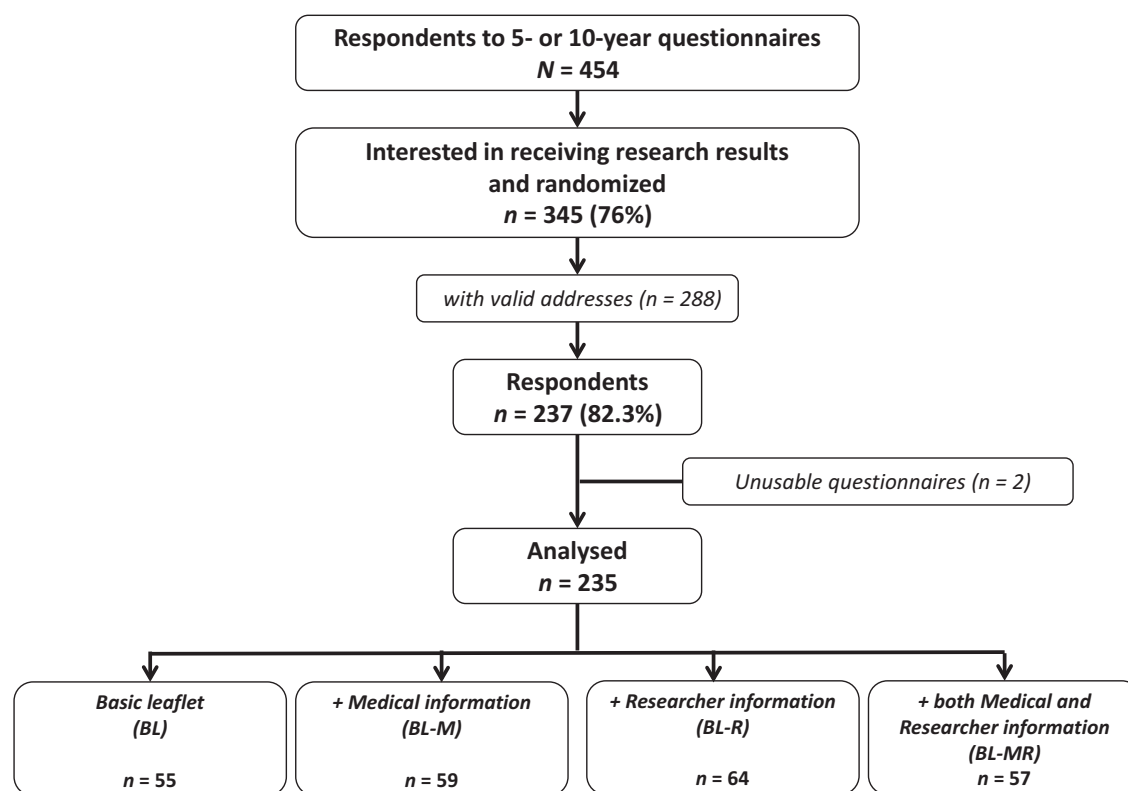 Respondents to 5- or 10-year questionnaires
N = 454
Interested in receiving research results
and randomized
n = 345 (76%)
with valid addresses (n = 288)
Respondents
n = 237 (82.3%)
Unusable questionnaires (n = 2)
Analysed
n = 235
Basic leaflet
(BL)
n = 55
+ Medical information
(BL-M)
n = 59
+ Researcher information
(BL-R)
n = 64
+ both Medical and
Researcher information
(BL-MR)
n = 57